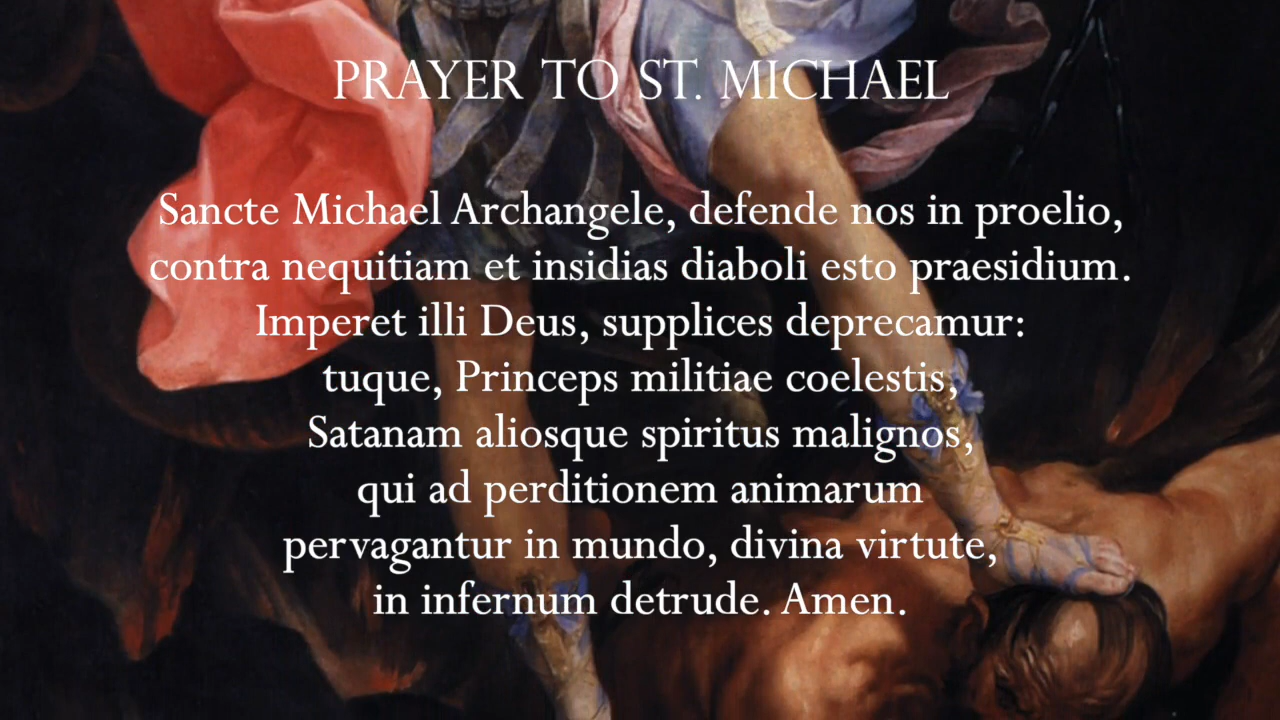 PRAYER TO ST. MICHAEL
Sancte Michael Archangele, defende nos in proelio,
contra nequitiam et insidias diaboli esto praesidium.
Imperet illi Deus, supplices deprecamur:
tuque, Princeps militiae coelestis,
Satanam aliosque spiritus malignos,
qui ad perditionem animarum
pervagantur in mundo, divina virtute,
in infernum detrude. Amen.